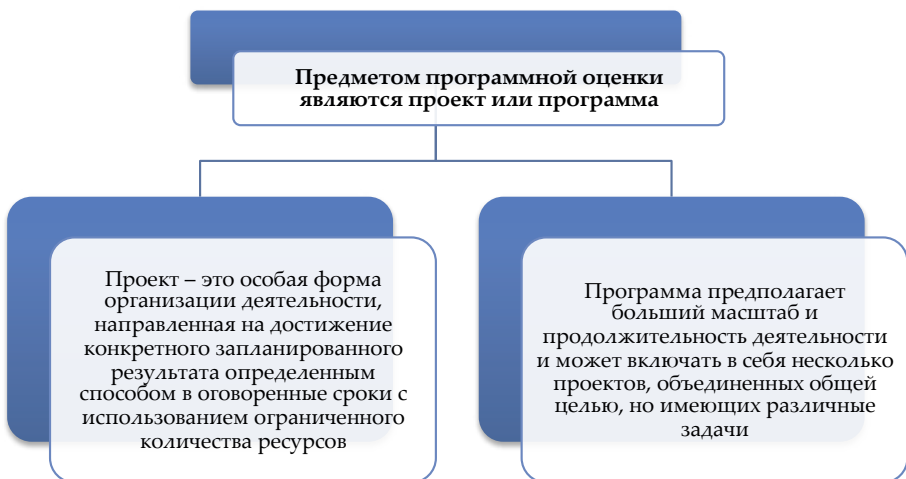 Предметом программной оценки
являются проект или программа
Проект – это особая форма
организации деятельности,
направленная на достижение
конкретного запланированного
результата определенным
способом в оговоренные сроки с
использованием ограниченного
количества ресурсов
Программа предполагает
больший масштаб и
продолжительность деятельности
и может включать в себя несколько
проектов, объединенных общей
целью, но имеющих различные
задачи